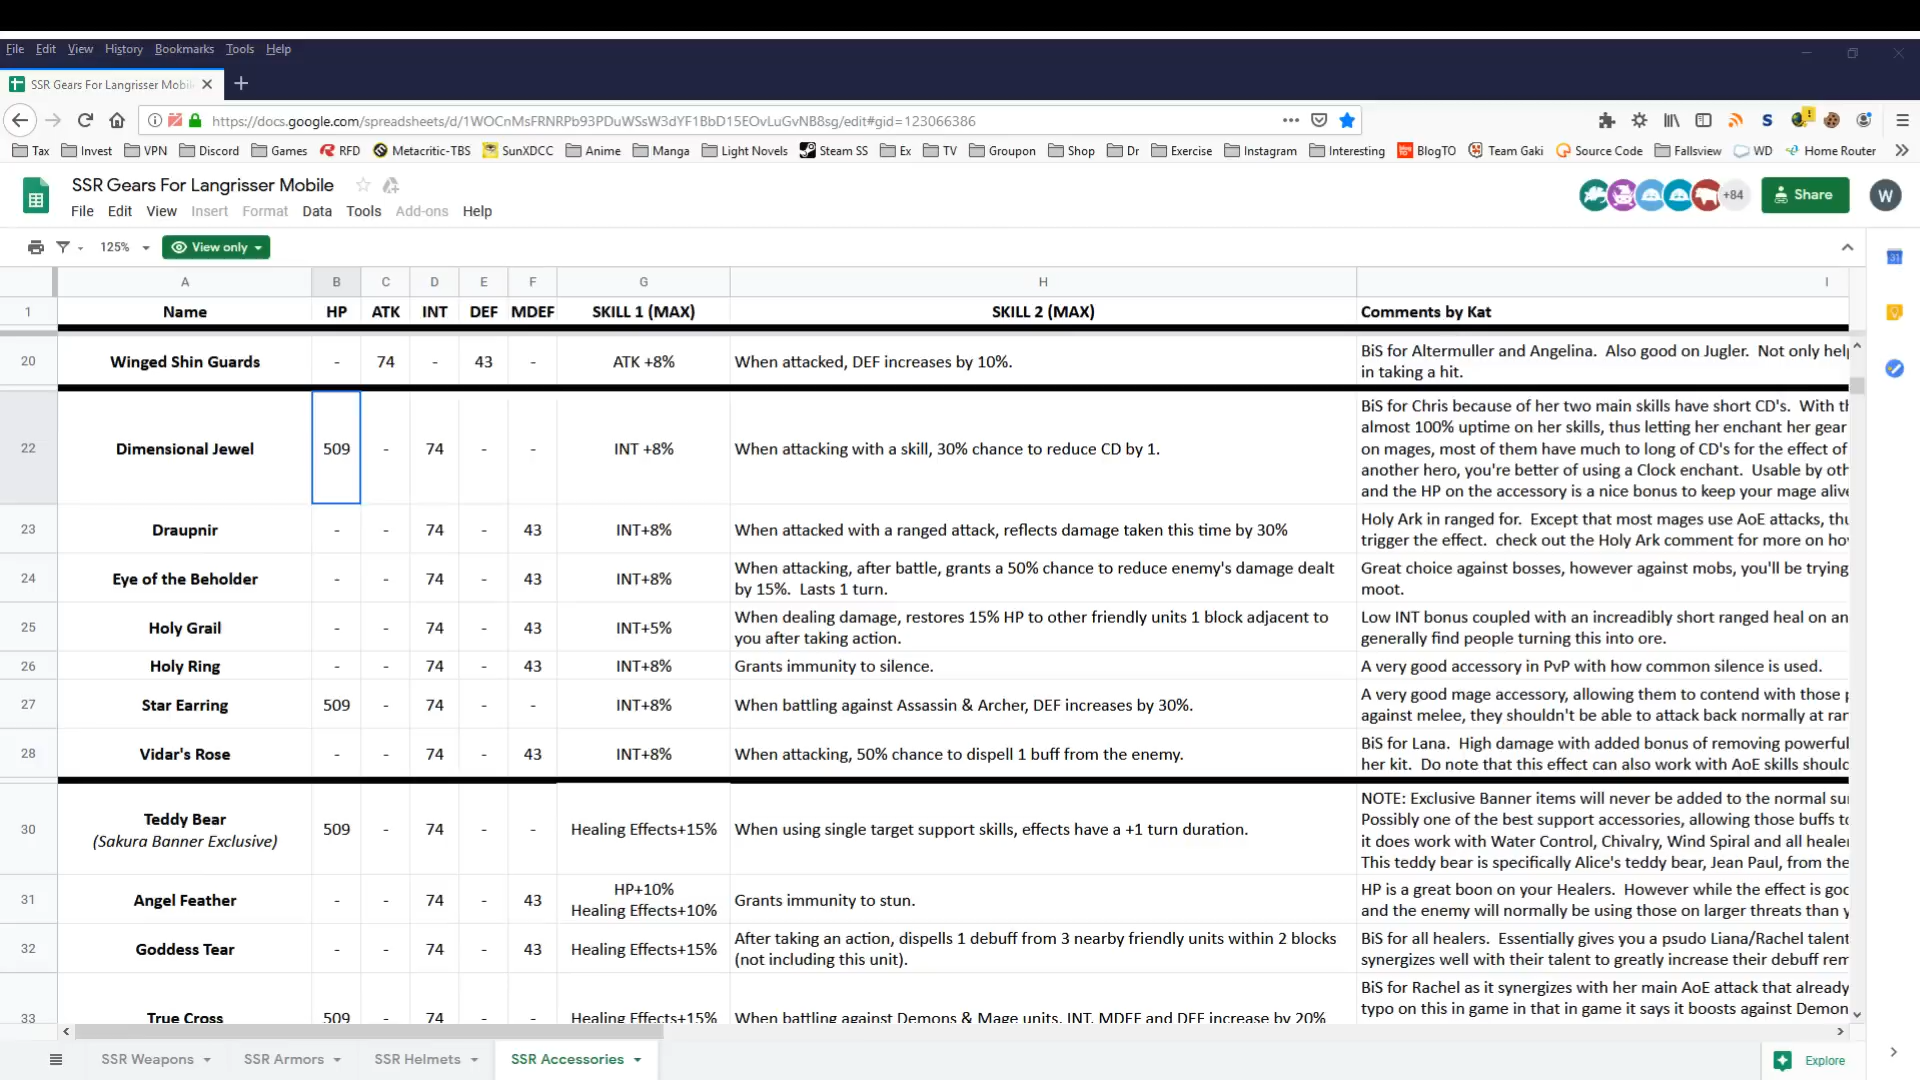 File Edit View History Bookmarks Tools Help
SSR Gears For Langrisser Mobil
https://docs.google.com/spreadsheets/d/1WOCnMsFRNRPb93PDuWSsW3dYF1BbD15EOvLuGvNB8sg/edit#gid=123066386
Tax Invest VPN Discord Games RFD Metacritic-TBS SunXDCC Anime Manga Light Novels Steam SS Ex TV Groupon Shop Dr Exercise Instagram Interesting BlogTO Team Gaki Source Code Fallsview WD Home Router
SSR Gears For Langrisser Mobile
+84 Share W
File Edit View Insert Format Data Tools Add-ons Help
125% View only
A B C D E F G H I
1 Name HP ATK INT DEF MDEF SKILL 1 (MAX) SKILL 2 (MAX) Comments by Kat
20 Winged Shin Guards - 74 - 43 - ATK +8% When attacked, DEF increases by 10%.
BiS for Altermuller and Angelina. Also good on Jugler. Not only hel
in taking a hit.
22 Dimensional Jewel 509 - 74 - - INT +8% When attacking with a skill, 30% chance to reduce CD by 1.
BiS for Chris because of her two main skills have short CD's. With th
almost 100% uptime on her skills, thus letting her enchant her gear
on mages, most of them have much to long of CD's for the effect of
another hero, you're better of using a Clock enchant. Usable by oth
and the HP on the accessory is a nice bonus to keep your mage alive
23 Draupnir - - 74 - 43 INT+8% When attacked with a ranged attack, reflects damage taken this time by 30%
Holy Ark in ranged for. Except that most mages use AoE attacks, thu
trigger the effect. check out the Holy Ark comment for more on ho
24 Eye of the Beholder - - 74 - 43 INT+8%
When attacking, after battle, grants a 50% chance to reduce enemy's damage dealt
by 15%. Lasts 1 turn.
Great choice against bosses, however against mobs, you'll be trying
moot.
25 Holy Grail - - 74 - 43 INT+5%
When dealing damage, restores 15% HP to other friendly units 1 block adjacent to
you after taking action.
Low INT bonus coupled with an incredibly short ranged heal on an
generally find people turning this into ore.
26 Holy Ring - - 74 - 43 INT+8% Grants immunity to silence. A very good accessory in PvP with how common silence is used.
27 Star Earring 509 - 74 - - INT+8% When battling against Assassin & Archer, DEF increases by 30%.
A very good mage accessory, allowing them to contend with those p
against melee, they shouldn't be able to attack back normally at ran
28 Vidar's Rose - - 74 - 43 INT+8% When attacking, 50% chance to dispell 1 buff from the enemy.
BiS for Lana. High damage with added bonus of removing powerful
her kit. Do note that this effect can also work with AoE skills shoulc
30 Teddy Bear
(Sakura Banner Exclusive)
509 - 74 - - Healing Effects+15% When using single target support skills, effects have a +1 turn duration.
NOTE: Exclusive Banner items will never be added to the normal su
Possibly one of the best support accessories, allowing those buffs to
it does work with Water Control, Chivalry, Wind Spiral and all heale
This teddy bear is specifically Alice's teddy bear, Jean Paul, from the
31 Angel Feather - - 74 - 43
HP+10%
Healing Effects+10%
Grants immunity to stun.
HP is a great boon on your Healers. However while the effect is goo
and the enemy will normally be using those on larger threats than y
32 Goddess Tear - - 74 - 43 Healing Effects+15%
After taking an action, dispells 1 debuff from 3 nearby friendly units within 2 blocks
(not including this unit).
BiS for all healers. Essentially gives you a psudo Liana/Rachel talent
synergizes well with their talent to greatly increase their debuff rem
33 True Cross 509 - 74 - - Healing Effects+15% When battling against Demons & Mage units, INT, MDEF and DEF increase by 20%
BiS for Rachel as it synergizes with her main AoE attack that already
typo on this in game in that in game it says it boosts against Demon
SSR Weapons SSR Armors SSR Helmets SSR Accessories Explore